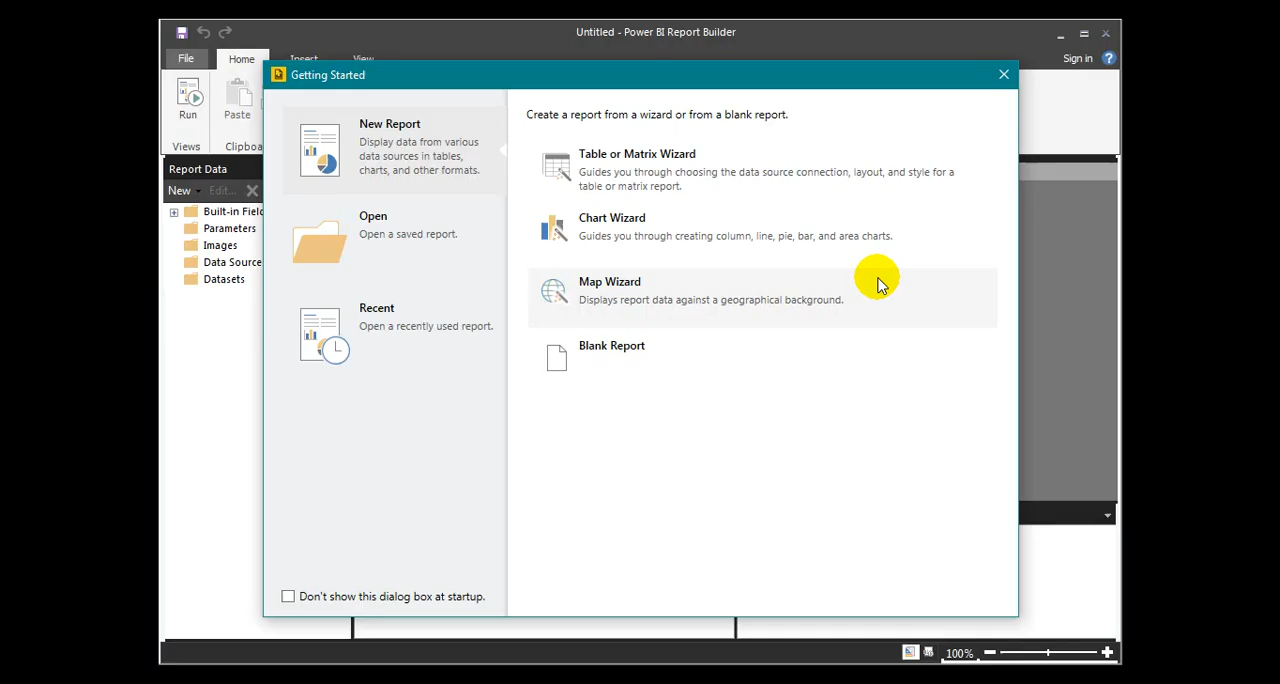 Untitled - Power BI Report Builder
File Home Insert View Sign in ?
Getting Started
Run
Paste
Views
Clipboa
Report Data
New Edit...
Built-in Field
Parameters
Images
Data Source
Datasets
New Report
Display data from various
data sources in tables,
charts, and other formats.
Open
Open a saved report.
Recent
Open a recently used report.
Don't show this dialog box at startup.
Create a report from a wizard or from a blank report.
Table or Matrix Wizard
Guides you through choosing the data source connection, layout, and style for a
table or matrix report.
Chart Wizard
Guides you through creating column, line, pie, bar, and area charts.
Map Wizard
Displays report data against a geographical background.
Blank Report
100%